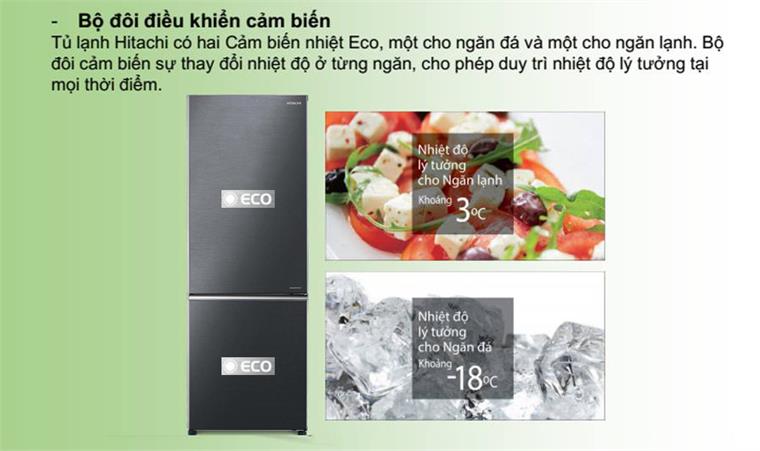 - Bộ đôi điều khiển cảm biến
Tủ lạnh Hitachi có hai Cảm biến nhiệt Eco, một cho ngăn đá và một cho ngăn lạnh. Bộ
đôi cảm biến sự thay đổi nhiệt độ ở từng ngăn, cho phép duy trì nhiệt độ lý tưởng tại
mọi thời điểm.
HITACHI
ECO
Nhiệt độ
lý tưởng
cho Ngăn lạnh
Khoảng 3°C
ECO
Nhiệt độ
lý tưởng
cho Ngăn đá
Khoảng -18°C